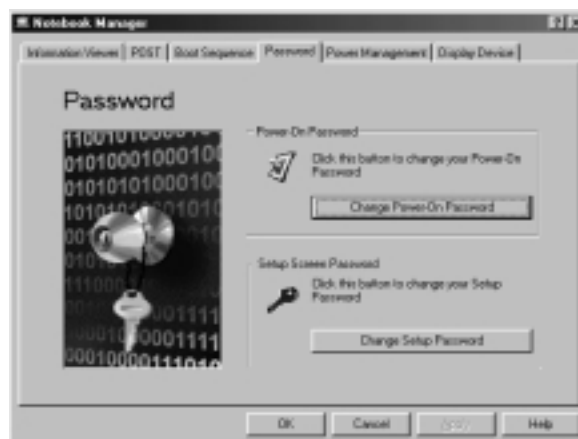 Notebook Manager
Information Viewer POST Boot Sequence Password Power Management Display Device
Password
Power-On Password
Click this button to change your Power-On
Password
Change Power-On Password
Setup Screen Password
Click this button to change your Setup
Password
Change Setup Password
OK Cancel Apply Help